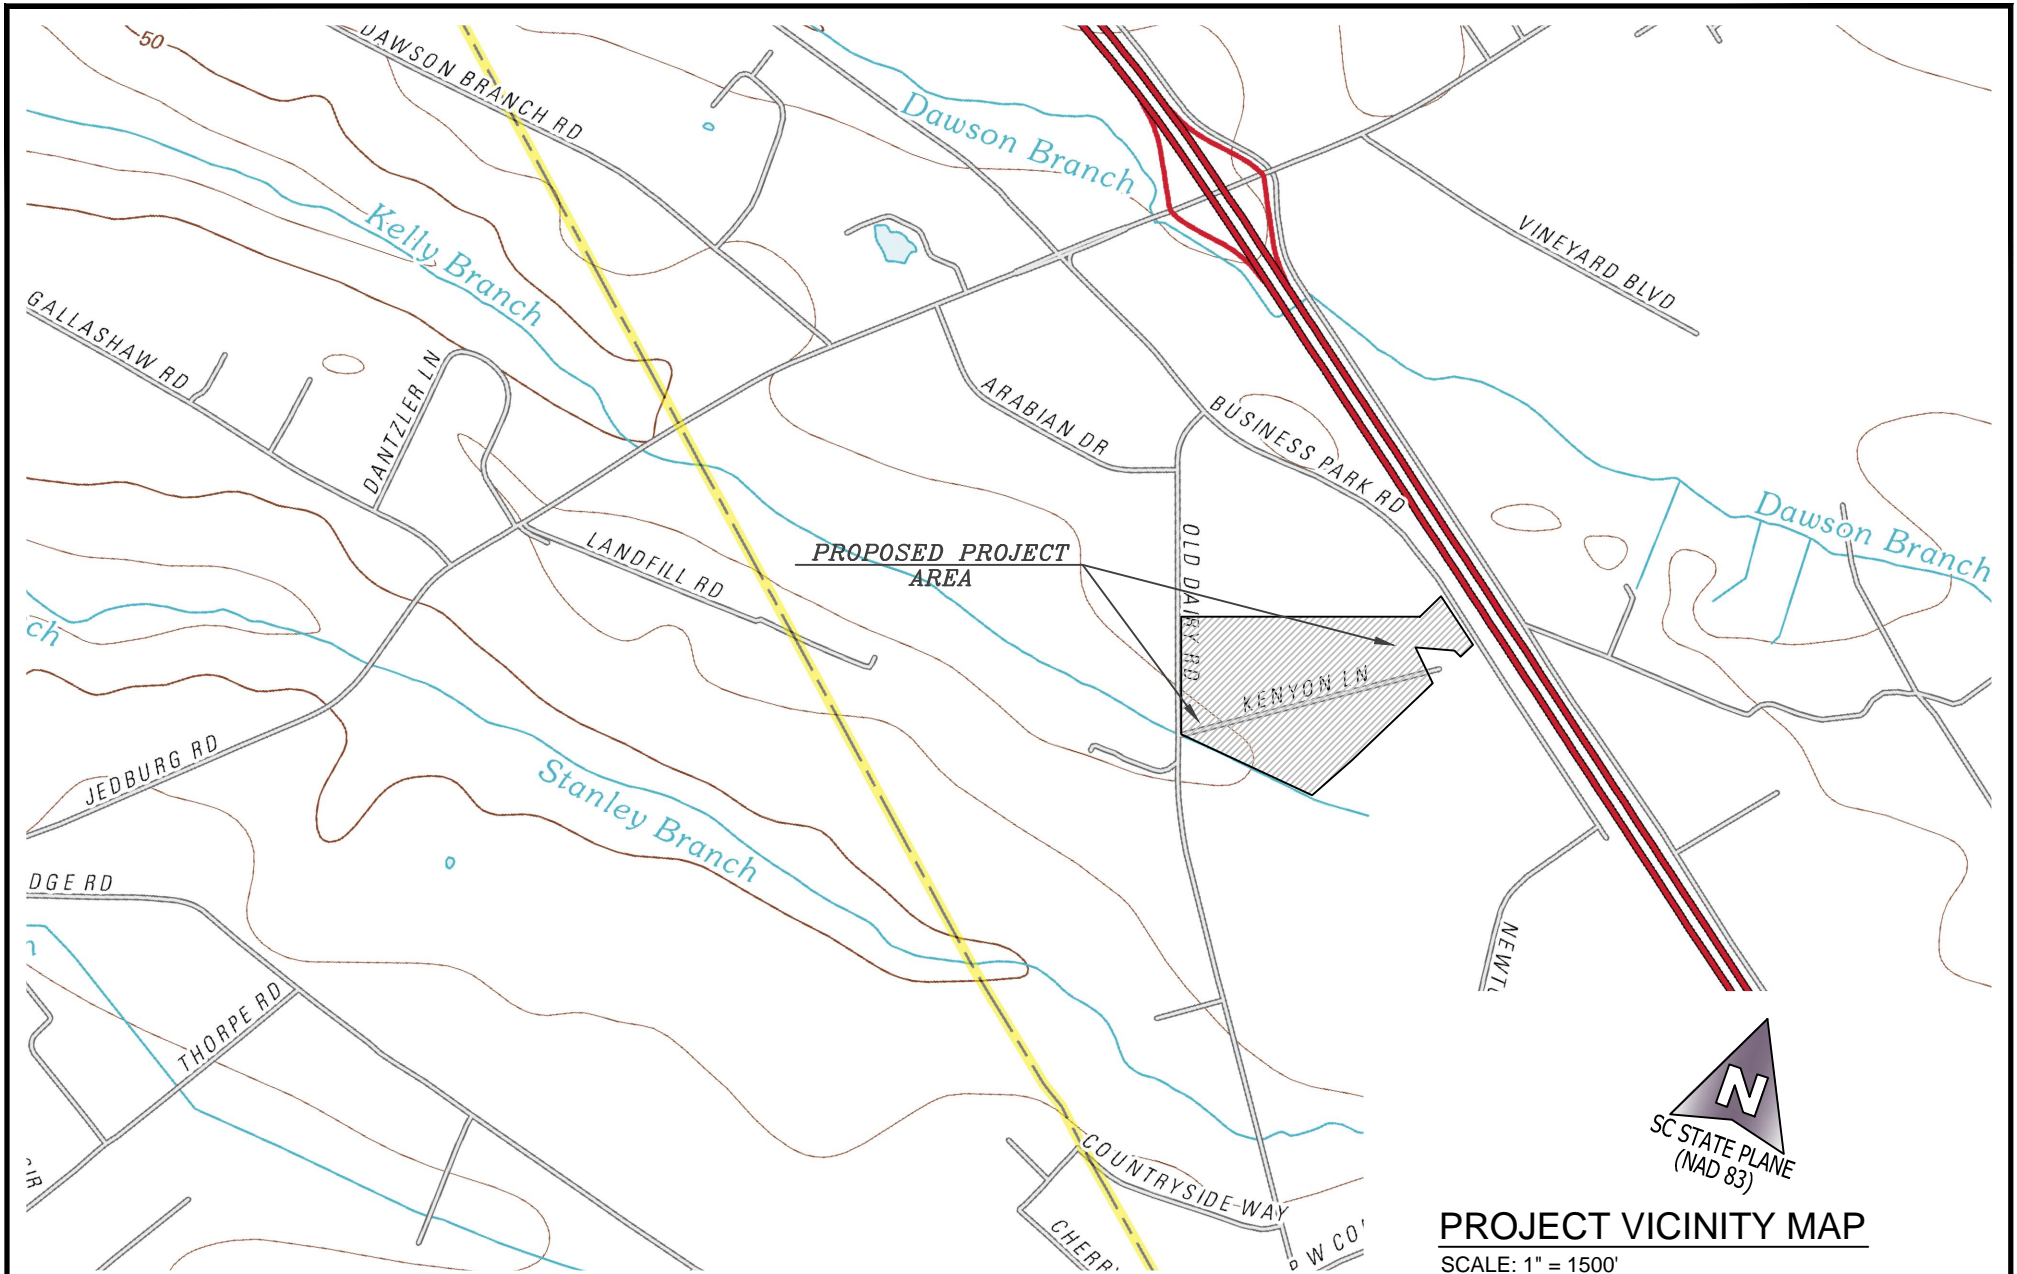 50
DAWSON BRANCH RD
Dawson Branch
Kelly Branch
VINEYARD BLVD
GALLASHAW RD
DANTZLER LN
ARABIAN DR
BUSINESS PARK RD
Dawson Branch
LANDFILL RD
PROPOSED PROJECT
AREA
OLD DAIRY RD
KENYON LN
ch
JEDBURG RD
Stanley Branch
DGE RD
THORPE RD
COUNTRYSIDE WAY
N
SC STATE PLANE
(NAD 83)
PROJECT VICINITY MAP
SCALE: 1" = 1500'